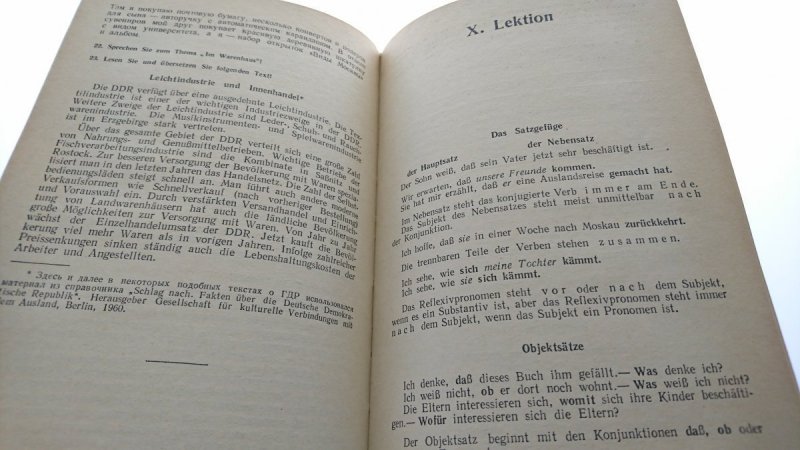 Там я покупаю почтовую бумагу, несколько конвертов и
для сына — авторучку с автоматическим карандашом. В
сувениров мой друг покупает красивую деревянную
с видом университета, а я — набор открыток „Виды Москвы“
и альбом.
22. Sprechen Sie zum Thema „Im Warenhaus“!
23. Lesen Sie und übersetzen Sie folgenden Text!
Leichtindustrie und Innenhandel*
Die DDR verfügt über eine ausgedehnte Leichtindustrie. Die Tex-
tilindustrie ist einer der wichtigen Industriezweige in der DDR.
Weitere Zweige der Leichtindustrie sind Leder-, Schuh- und Rauch-
warenindustrie. Die Musikinstrumenten- und Spielwarenindustrie
ist im Erzgebirge stark vertreten.
Über das gesamte Gebiet der DDR verteilt sich eine große Zahl
von Nahrungs- und Genußmittelbetrieben. Wichtige Betriebe der
Fischverarbeitungsindustrie sind die Kombinate in Saßnitz und
Rostock. Zur besseren Versorgung der Bevölkerung mit Waren spezia-
lisiert man in den letzten Jahren das Handelsnetz. Die Zahl der Selbst-
bedienungsläden steigt schnell an. Man führt auch andere moderne
Verkaufsformen wie Schnellverkauf (nach vorheriger Bestellung)
und Vorauswahl ein. Durch verstärkten Versandhandel und Einrich-
tung von Landwarenhäusern hat auch die ländliche Bevölkerung
große Möglichkeiten zur Versorgung mit Waren. Von Jahr zu Jahr
wächst der Einzelhandelsumsatz der DDR. Jetzt kauft die Bevöl-
kerung viel mehr Waren als in vorigen Jahren. Infolge zahlreicher
Preissenkungen sinken ständig auch die Lebenshaltungskosten der
Arbeiter und Angestellten.
* Здесь и далее в некоторых подобных текстах о ГДР использовался
материал из справочника „Schlag nach. Fakten über die Deutsche Demokra-
tische Republik“. Herausgeber Gesellschaft für kulturelle Verbindungen mit
dem Ausland, Berlin, 1960.
X. Lektion
Das Satzgefüge
der Hauptsatz der Nebensatz
Der Sohn weiß, daß sein Vater jetzt sehr beschäftigt ist.
Wir erwarten, daß unsere Freunde kommen.
Sie hat mir erzählt, daß er eine Auslandsreise gemacht hat.
Im Nebensatz steht das konjugierte Verb immer am Ende.
Das Subjekt des Nebensatzes steht meist unmittelbar nach
der Konjunktion.
Ich hoffe, daß sie in einer Woche nach Moskau zurückkehrt.
Die trennbaren Teile der Verben stehen zusammen.
Ich sehe, wie sich meine Tochter kämmt.
Ich sehe, wie sie sich kämmt.
Das Reflexivpronomen steht vor oder nach dem Subjekt,
wenn es ein Substantiv ist, aber das Reflexivpronomen steht immer
nach dem Subjekt, wenn das Subjekt ein Pronomen ist.
Objektsätze
Ich denke, daß dieses Buch ihm gefällt.— Was denke ich?
Ich weiß nicht, ob er dort noch wohnt.— Was weiß ich nicht?
Die Eltern interessieren sich, womit sich ihre Kinder beschäfti-
gen.— Wofür interessieren sich die Eltern?
Der Objektsatz beginnt mit den Konjunktionen daß, ob oder